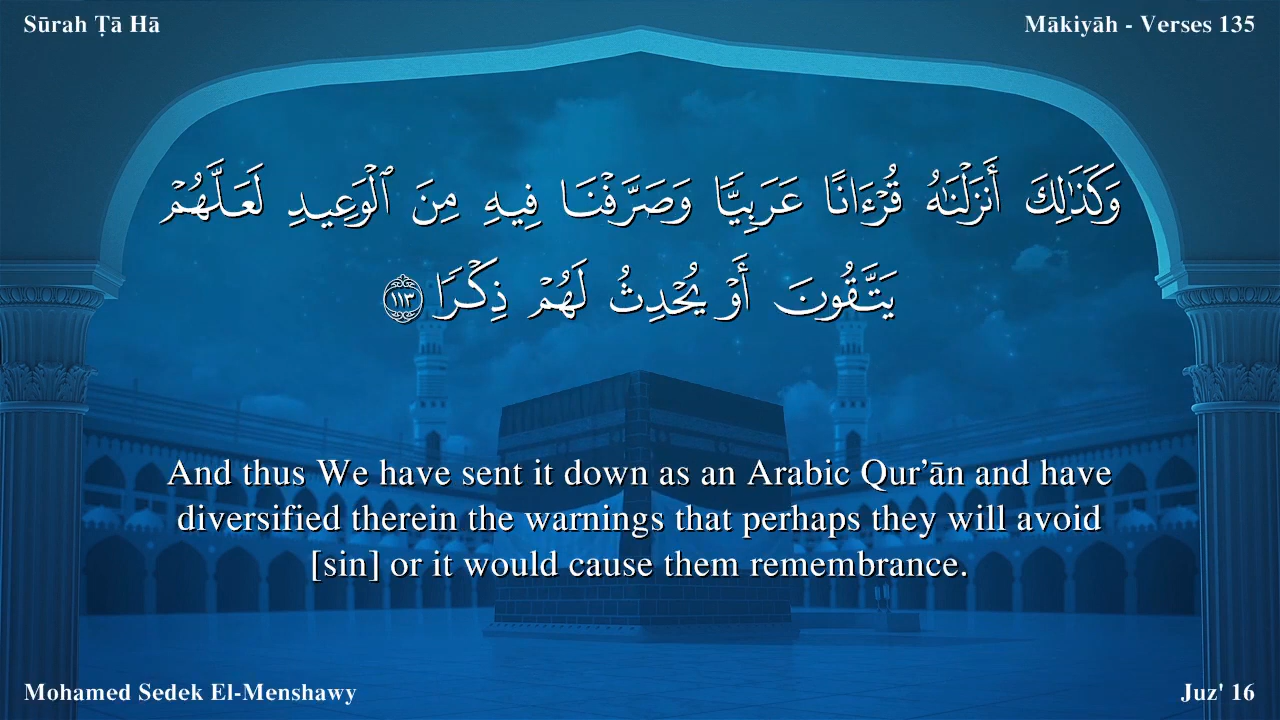 Sūrah Ṭā Hā
Mākiyāh - Verses 135
وَكَذَٰلِكَ أَنزَلْنَـٰهُ قُرْءَانًا عَرَبِيًّا وَصَرَّفْنَا فِيهِ مِنَ ٱلْوَعِيدِ لَعَلَّهُمْ
يَتَّقُونَ أَوْ يُحْدِثُ لَهُمْ ذِكْرًا ١١٣
And thus We have sent it down as an Arabic Qur’ān and have
diversified therein the warnings that perhaps they will avoid
[sin] or it would cause them remembrance.
Mohamed Sedek El-Menshawy
Juz' 16